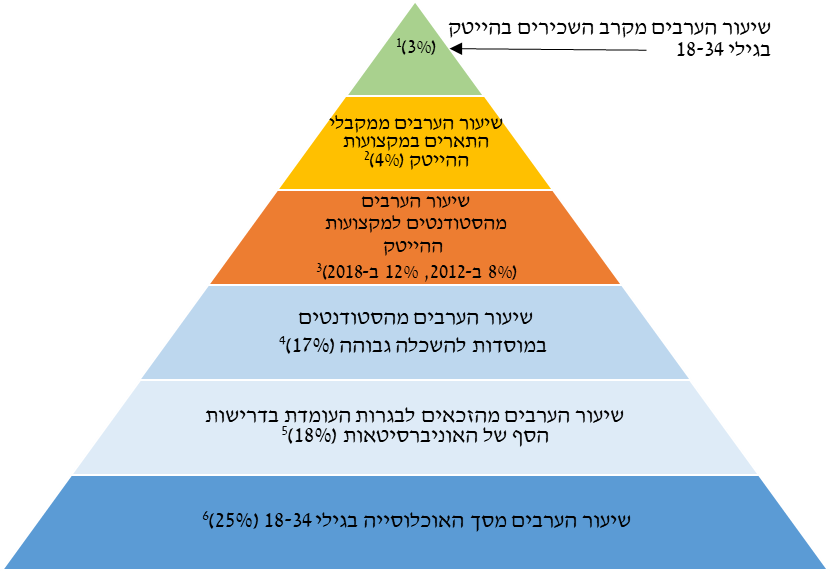 שיעור הערבים מקרב השכירים בהייטק
בגילי 18-34
(3%)¹
שיעור הערבים ממקבלי
התארים במקצועות
ההייטק (4%)²
שיעור הערבים
מהסטודנטים למקצועות
ההייטק
(8% ב-2012, 12% ב-2018)³
שיעור הערבים מהסטודנטים
במוסדות להשכלה גבוהה (17%)⁴
שיעור הערבים מהזכאים לבגרות העומדת בדרישות
הסף של האוניברסיטאות (18%)⁵
שיעור הערבים מסך האוכלוסייה בגילי 18-34 (25%)⁶